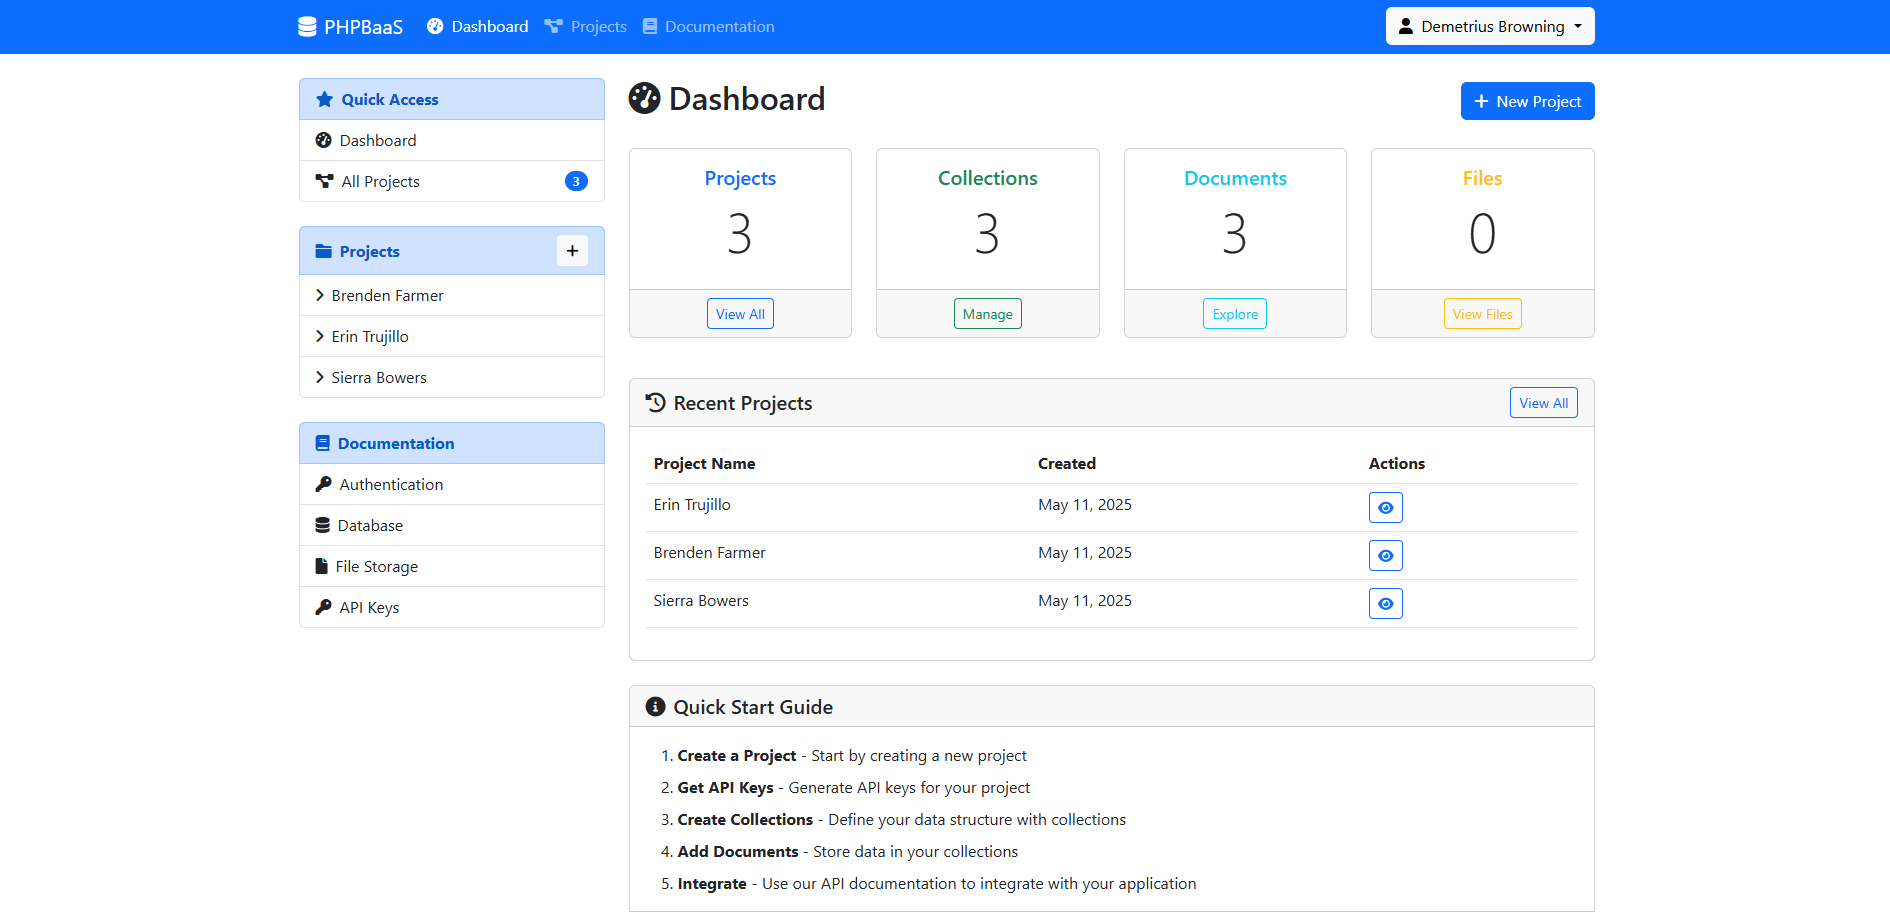 PHPBaaS Dashboard Projects Documentation Demetrius Browning
Quick Access
Dashboard
All Projects 3
Projects +
Brenden Farmer
Erin Trujillo
Sierra Bowers
Documentation
Authentication
Database
File Storage
API Keys
Dashboard
+ New Project
Projects
3
View All
Collections
3
Manage
Documents
3
Explore
Files
0
View Files
Recent Projects View All
Project Name Created Actions
Erin Trujillo May 11, 2025
Brenden Farmer May 11, 2025
Sierra Bowers May 11, 2025
Quick Start Guide
1. Create a Project - Start by creating a new project
2. Get API Keys - Generate API keys for your project
3. Create Collections - Define your data structure with collections
4. Add Documents - Store data in your collections
5. Integrate - Use our API documentation to integrate with your application